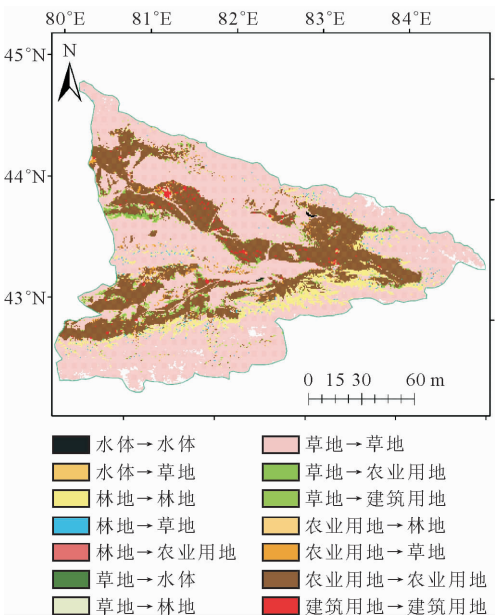 80°E 81°E 82°E 83°E 84°E
45°N
N
44°N
43°N
0 15 30 60 m
水体→水体
水体→草地
林地→林地
林地→草地
林地→农业用地
草地→水体
草地→林地
草地→草地
草地→农业用地
草地→建筑用地
农业用地→林地
农业用地→草地
农业用地→农业用地
建筑用地→建筑用地